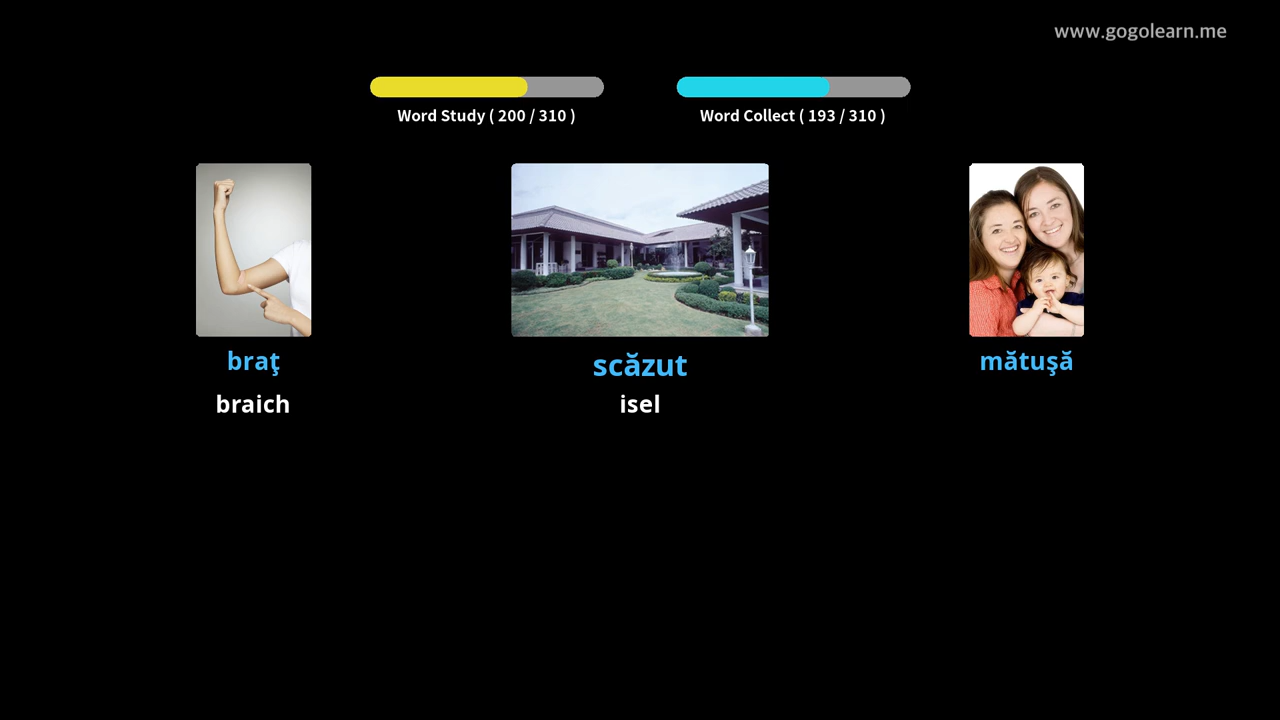 www.gogolearn.me
Word Study ( 200 / 310 )
Word Collect ( 193 / 310 )
braţ
scăzut
mătuşă
braich
isel